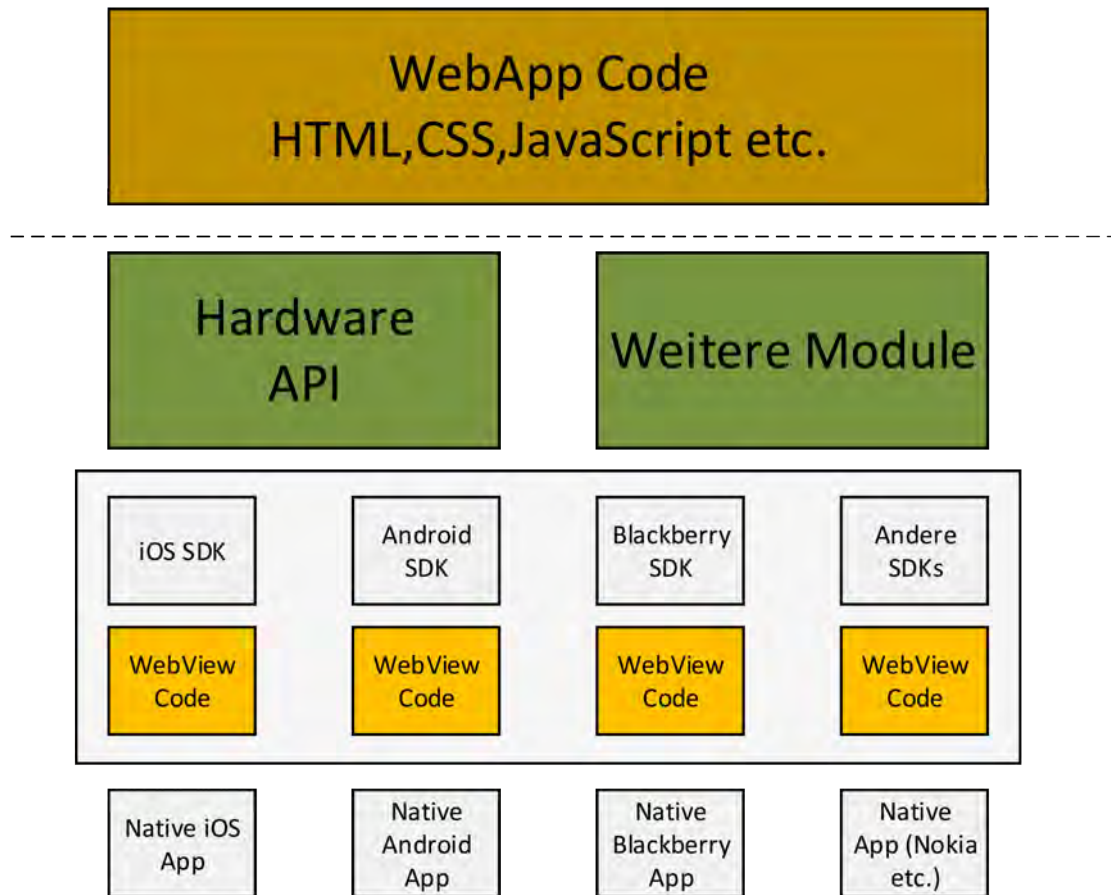 WebApp Code
HTML,CSS,JavaScript etc.
Hardware
API
Weitere Module
iOS SDK
Android
SDK
Blackberry
SDK
Andere
SDKs
WebView
Code
WebView
Code
WebView
Code
WebView
Code
Native iOS
App
Native
Android
App
Native
Blackberry
App
Native
App (Nokia
etc.)